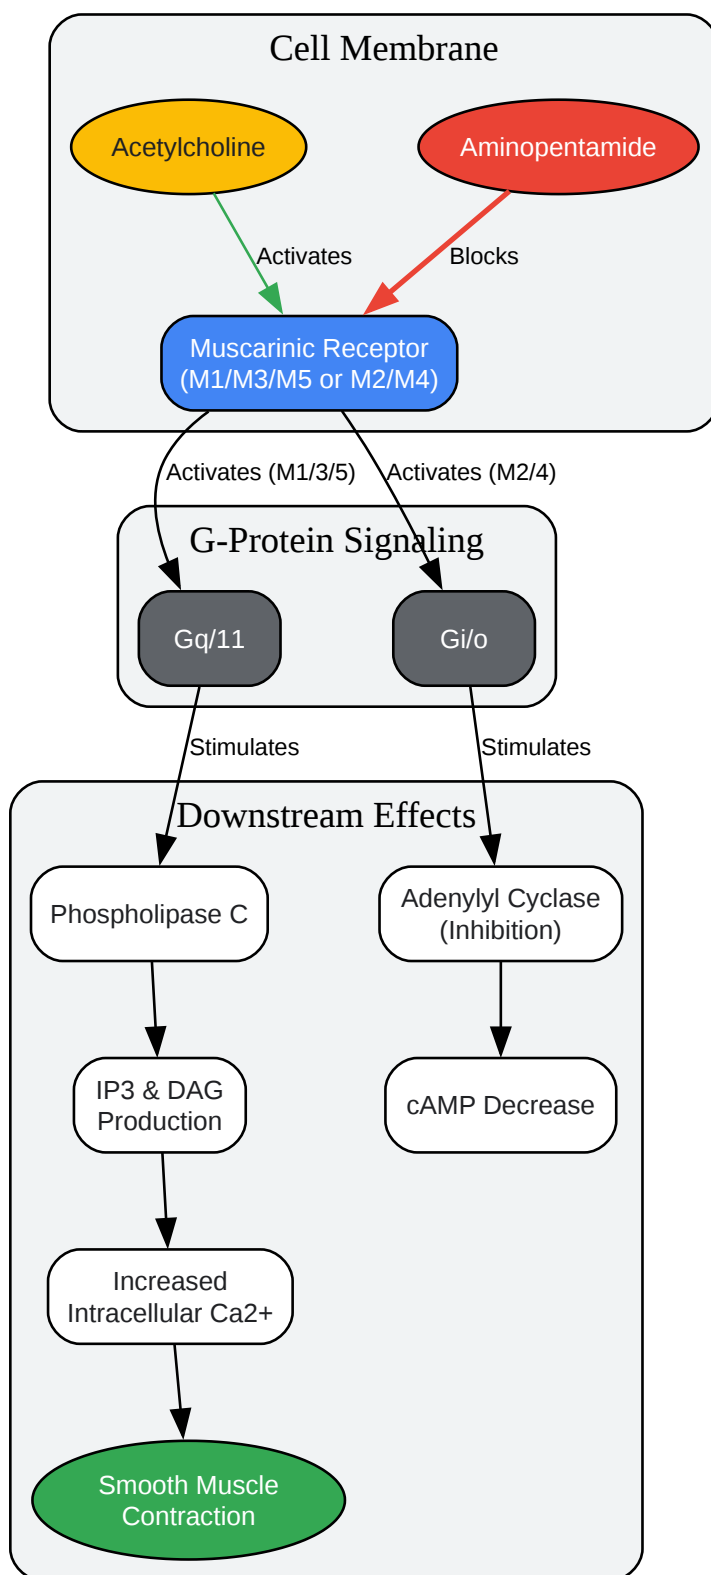 Cell Membrane
Acetylcholine
Aminopentamide
Activates
Blocks
Muscarinic Receptor
(M1/M3/M5 or M2/M4)
Activates (M1/3/5)
Activates (M2/4)
G-Protein Signaling
Gq/11
Gi/o
Stimulates
Stimulates
Downstream Effects
Phospholipase C
Adenylyl Cyclase
(Inhibition)
IP3 & DAG
Production
cAMP Decrease
Increased
Intracellular Ca2+
Smooth Muscle
Contraction